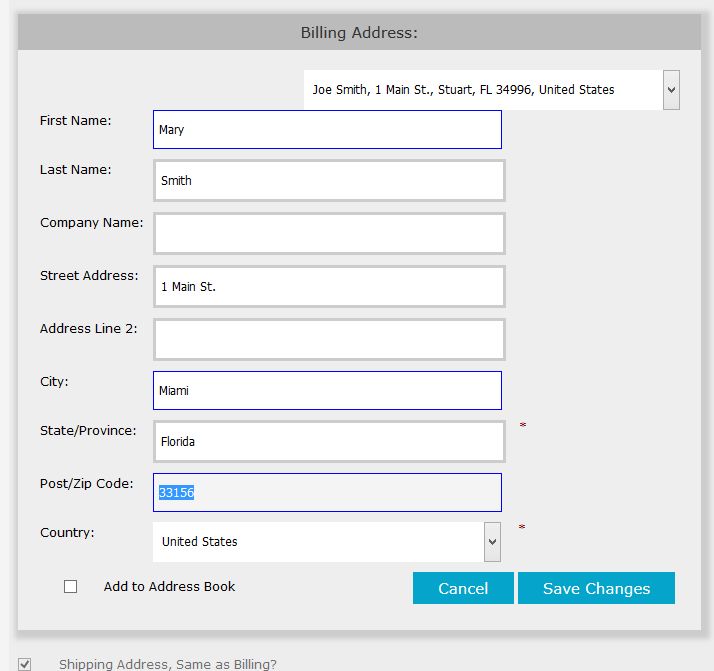 Billing Address:
Joe Smith, 1 Main St., Stuart, FL 34996, United States
First Name:
Mary
Last Name:
Smith
Company Name:
Street Address:
1 Main St.
Address Line 2:
City:
Miami
State/Province:
Florida
*
Post/Zip Code:
33156
Country:
United States
*
Add to Address Book
Cancel
Save Changes
Shipping Address, Same as Billing?